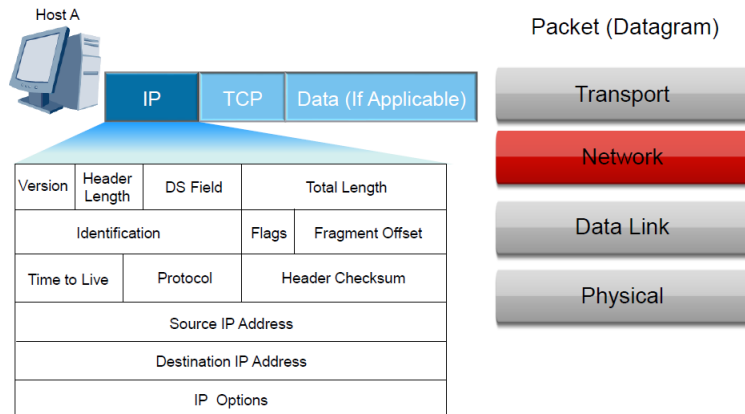 Host A
Packet (Datagram)
IP
TCP
Data (If Applicable)
Transport
Network
Data Link
Physical
Version
Header
Length
DS Field
Total Length
Identification
Flags
Fragment Offset
Time to Live
Protocol
Header Checksum
Source IP Address
Destination IP Address
IP Options